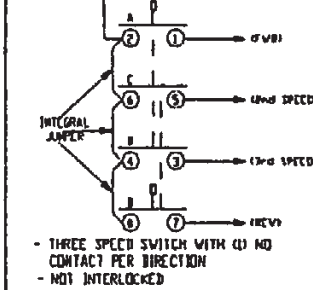 A
2 1 (FWD)
C
6 5 (2nd SPEED
INTEGRAL
JUMPER
4 3 (3rd SPEED
7 (REV)
- THREE SPEED SWITCH WITH (1) NO
CONTACT PER DIRECTION
- NOT INTERLOCKED